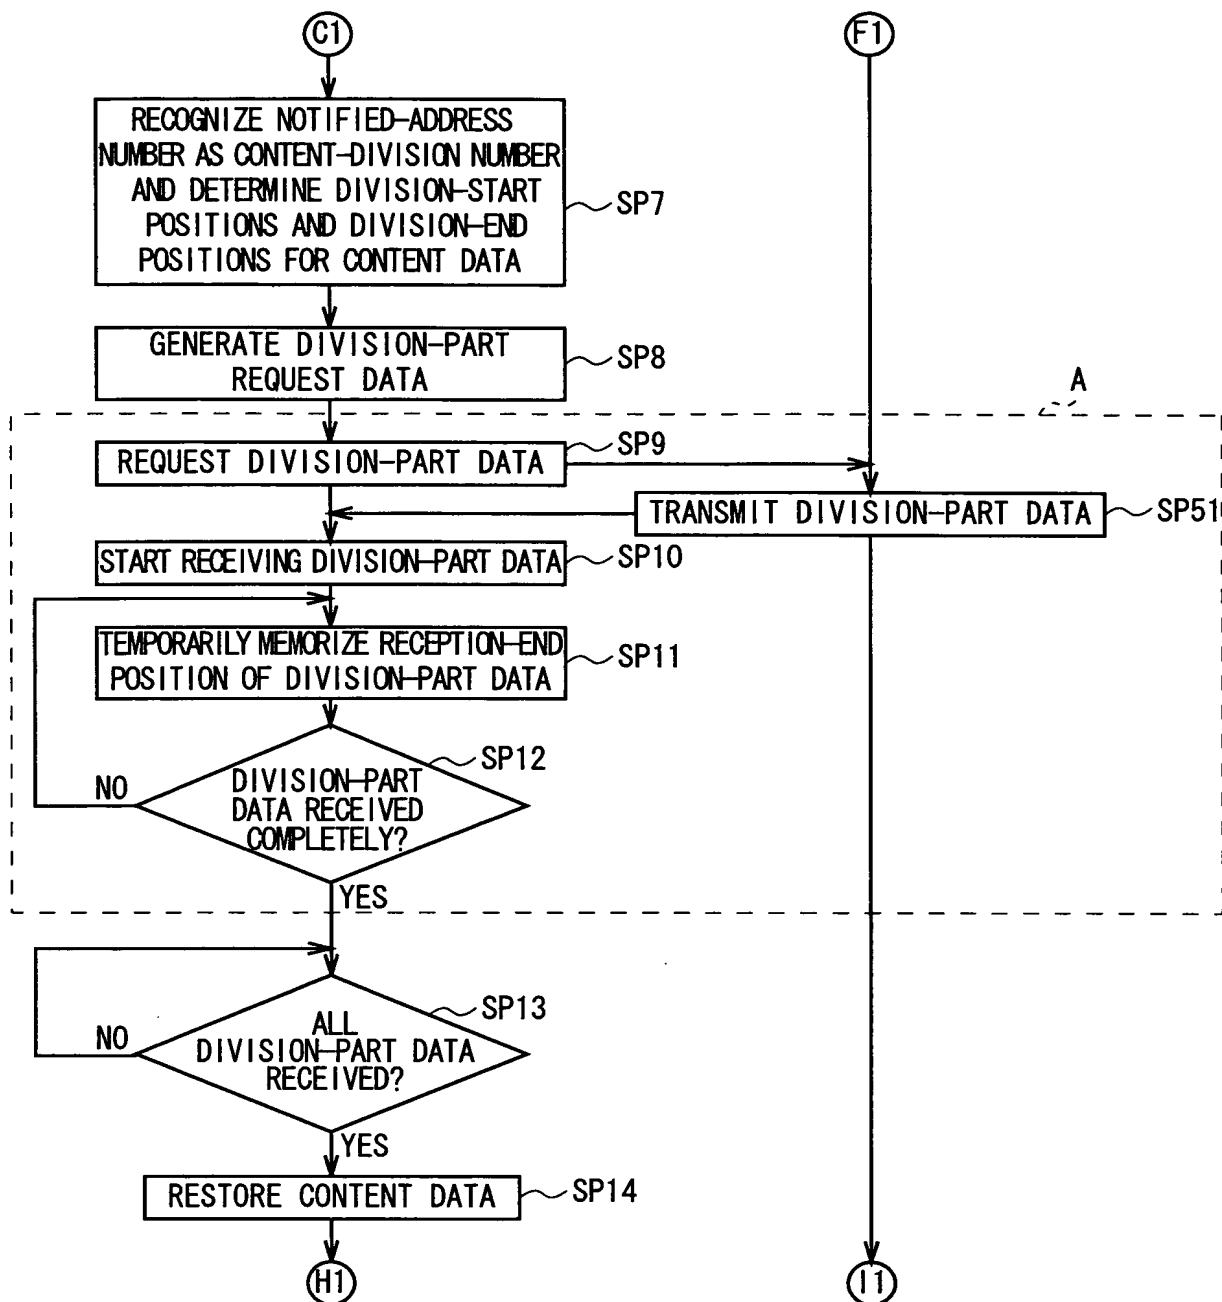 C1
F1
RECOGNIZE NOTIFIED-ADDRESS
NUMBER AS CONTENT-DIVISION NUMBER
AND DETERMINE DIVISION-START
POSITIONS AND DIVISION-END
POSITIONS FOR CONTENT DATA
SP7
GENERATE DIVISION-PART
REQUEST DATA
SP8
A
REQUEST DIVISION-PART DATA
SP9
TRANSMIT DIVISION-PART DATA
SP51
START RECEIVING DIVISION-PART DATA
SP10
TEMPORARILY MEMORIZE RECEPTION-END
POSITION OF DIVISION-PART DATA
SP11
DIVISION-PART
DATA RECEIVED
COMPLETELY?
SP12
NO
YES
ALL
DIVISION-PART DATA
RECEIVED?
SP13
NO
YES
RESTORE CONTENT DATA
SP14
H1
I1